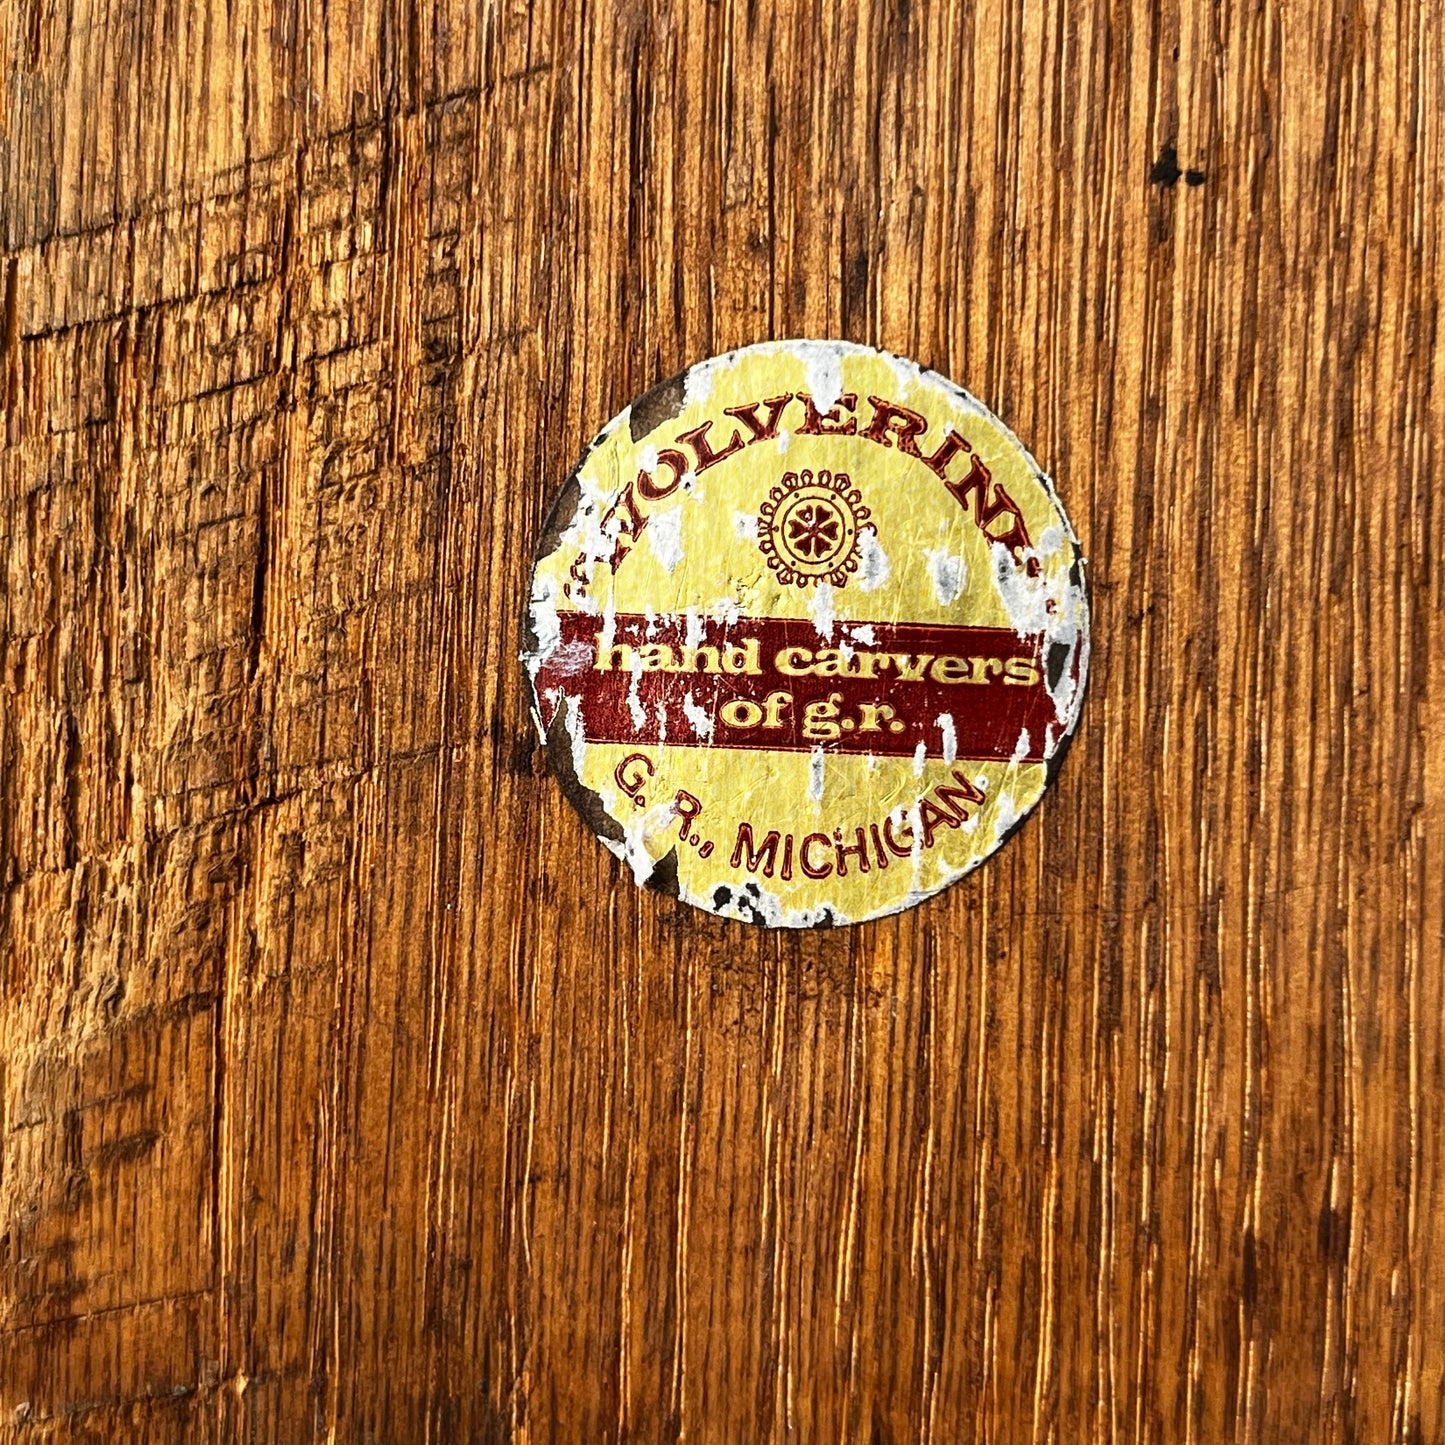 WOLVERINE
hand carvers
of g.r.
G. R., MICHIGAN